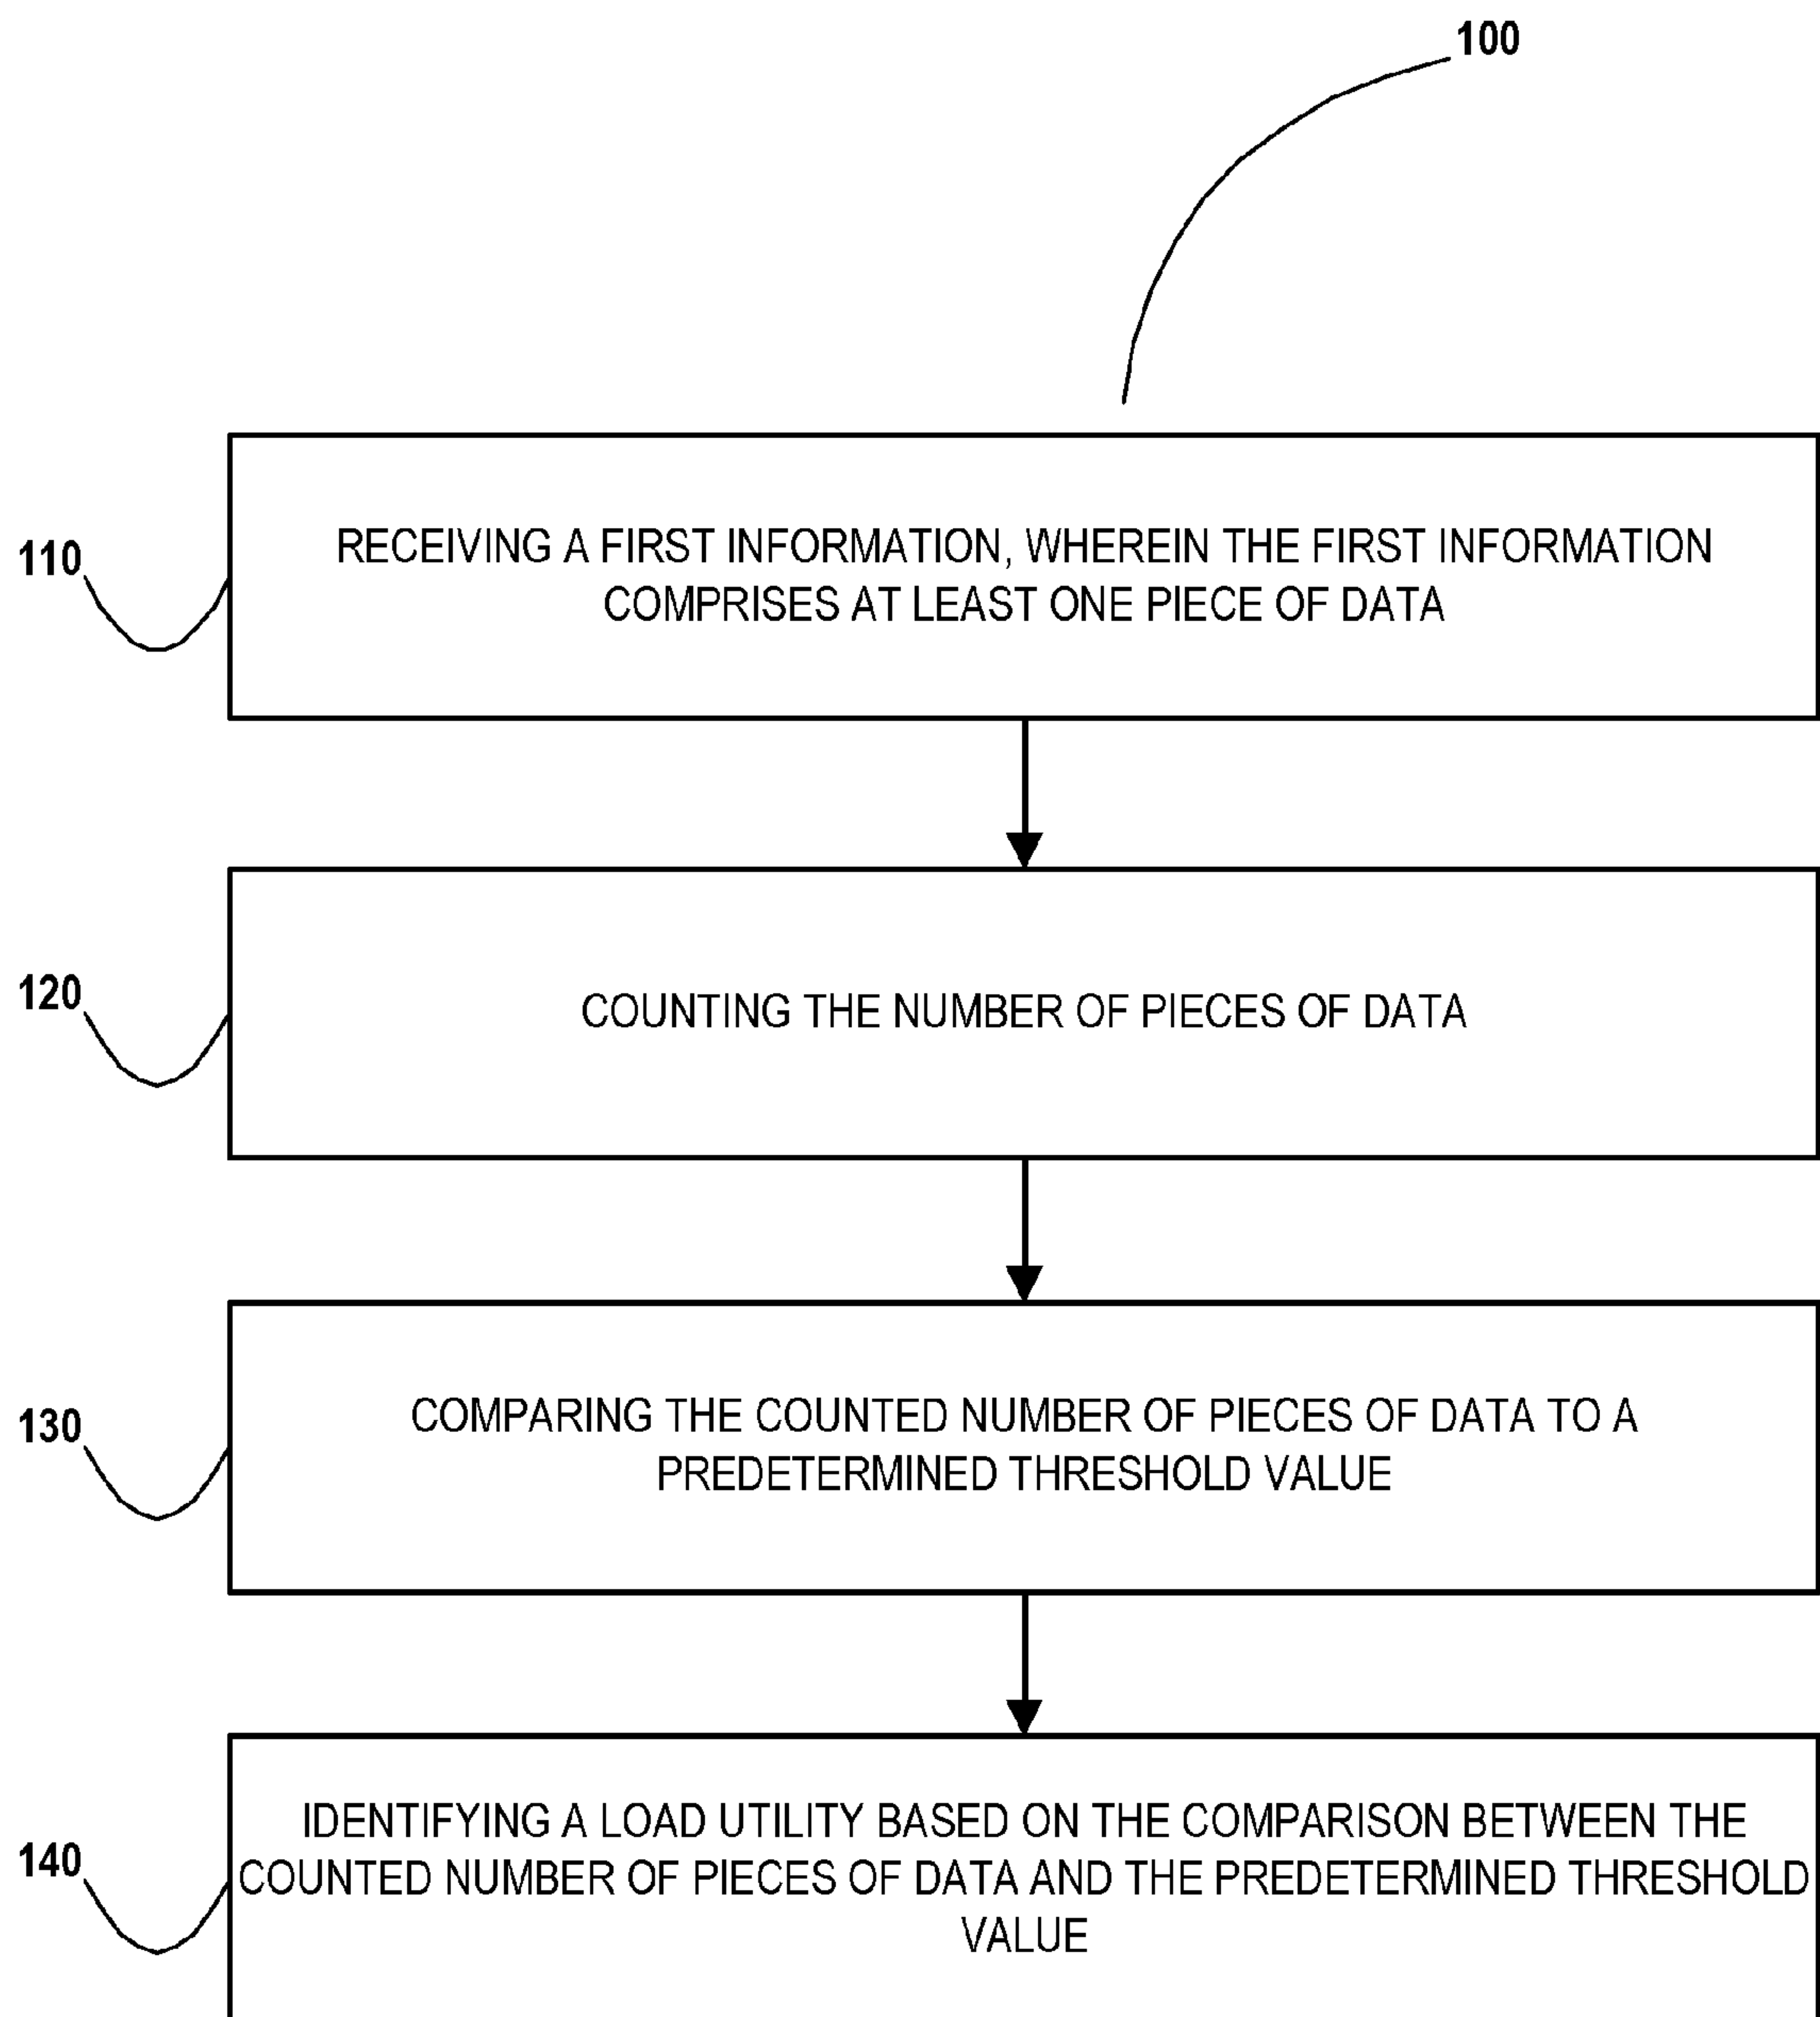 100
110
RECEIVING A FIRST INFORMATION, WHEREIN THE FIRST INFORMATION
COMPRISES AT LEAST ONE PIECE OF DATA
120
COUNTING THE NUMBER OF PIECES OF DATA
130
COMPARING THE COUNTED NUMBER OF PIECES OF DATA TO A
PREDETERMINED THRESHOLD VALUE
140
IDENTIFYING A LOAD UTILITY BASED ON THE COMPARISON BETWEEN THE
COUNTED NUMBER OF PIECES OF DATA AND THE PREDETERMINED THRESHOLD
VALUE